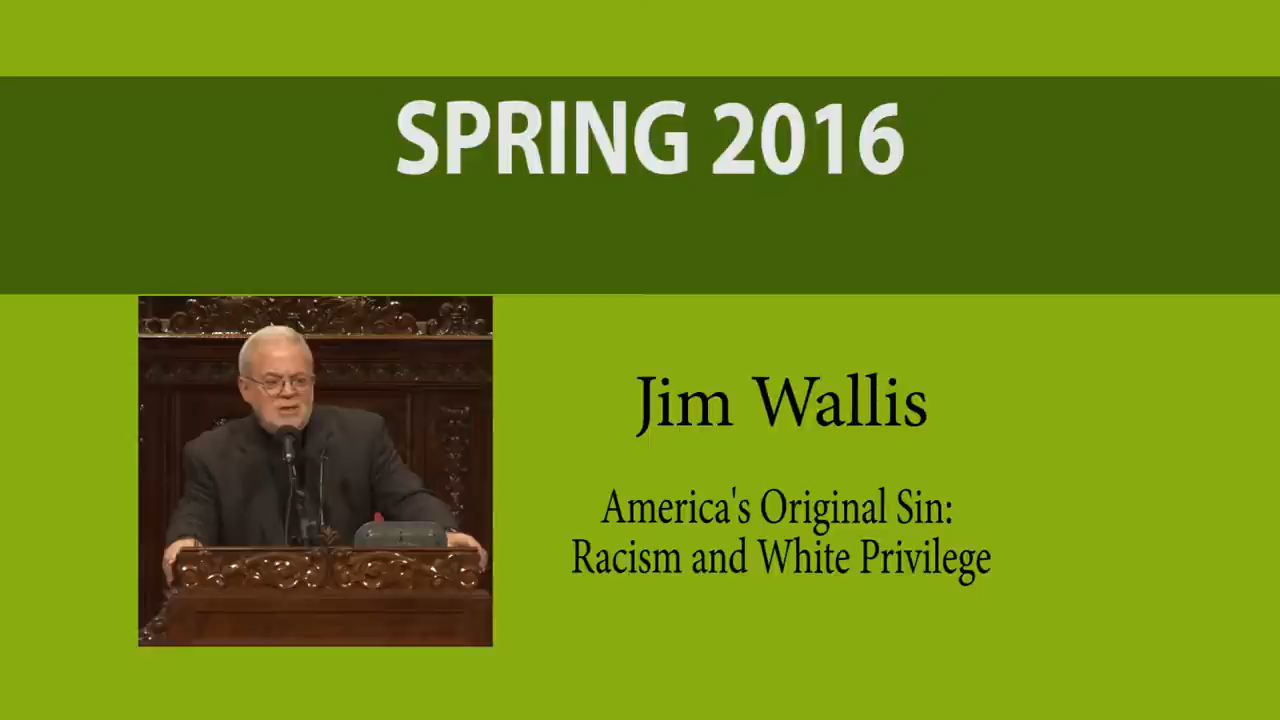 SPRING 2016
Jim Wallis
America's Original Sin:
Racism and White Privilege